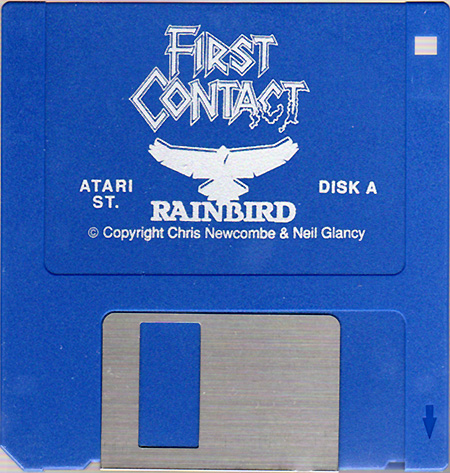 FIRST
CONTACT
ATARI
ST.
DISK A
RAINBIRD
© Copyright Chris Newcombe & Neil Glancy